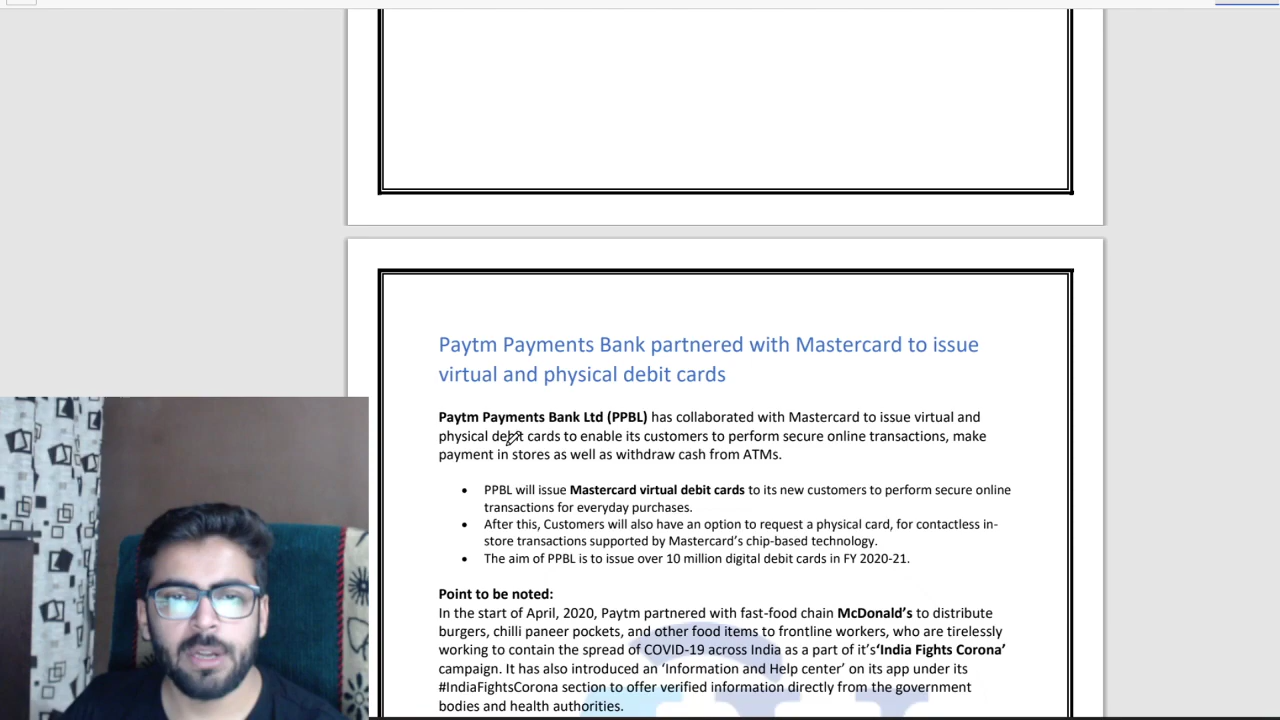 Paytm Payments Bank partnered with Mastercard to issue
virtual and physical debit cards
Paytm Payments Bank Ltd (PPBL) has collaborated with Mastercard to issue virtual and
physical debit cards to enable its customers to perform secure online transactions, make
payment in stores as well as withdraw cash from ATMs.
• PPBL will issue Mastercard virtual debit cards to its new customers to perform secure online
transactions for everyday purchases.
• After this, Customers will also have an option to request a physical card, for contactless in-
store transactions supported by Mastercard's chip-based technology.
• The aim of PPBL is to issue over 10 million digital debit cards in FY 2020-21.
Point to be noted:
In the start of April, 2020, Paytm partnered with fast-food chain McDonald's to distribute
burgers, chilli paneer pockets, and other food items to frontline workers, who are tirelessly
working to contain the spread of COVID-19 across India as a part of it's‘India Fights Corona’
campaign. It has also introduced an ‘Information and Help center’ on its app under its
#IndiaFightsCorona section to offer verified information directly from the government
bodies and health authorities.